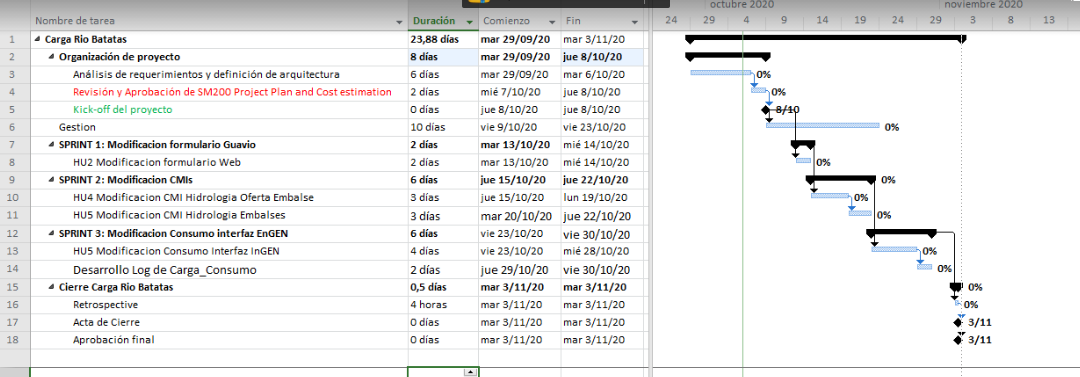 octubre 2020 noviembre 2020
Nombre de tarea Duración Comienzo Fin 24 29 4 9 14 19 24 29 3 8 13
1 Carga Rio Batatas 23,88 días mar 29/09/20 mar 3/11/20
2 Organización de proyecto 8 días mar 29/09/20 jue 8/10/20
3 Análisis de requerimientos y definición de arquitectura 6 días mar 29/09/20 mar 6/10/20 0%
4 Revisión y Aprobación de SM200 Project Plan and Cost estimation 2 días mié 7/10/20 jue 8/10/20 0%
5 Kick-off del proyecto 0 días jue 8/10/20 jue 8/10/20 8/10
6 Gestion 10 días vie 9/10/20 vie 23/10/20 0%
7 SPRINT 1: Modificacion formulario Guavio 2 días mar 13/10/20 mié 14/10/20 0%
8 HU2 Modificacion formulario Web 2 días mar 13/10/20 mié 14/10/20 0%
9 SPRINT 2: Modificacion CMIs 6 días jue 15/10/20 jue 22/10/20 0%
10 HU4 Modificacion CMI Hidrologia Oferta Embalse 3 días jue 15/10/20 lun 19/10/20 0%
11 HU5 Modificacion CMI Hidrologia Embalses 3 días mar 20/10/20 jue 22/10/20 0%
12 SPRINT 3: Modificacion Consumo interfaz EnGEN 6 días vie 23/10/20 vie 30/10/20 0%
13 HU5 Modificacion Consumo Interfaz InGEN 4 días vie 23/10/20 mié 28/10/20 0%
14 Desarrollo Log de Carga_Consumo 2 días jue 29/10/20 vie 30/10/20 0%
15 Cierre Carga Rio Batatas 0,5 días mar 3/11/20 mar 3/11/20 0%
16 Retrospective 4 horas mar 3/11/20 mar 3/11/20 0%
17 Acta de Cierre 0 días mar 3/11/20 mar 3/11/20 3/11
18 Aprobación final 0 días mar 3/11/20 mar 3/11/20 3/11